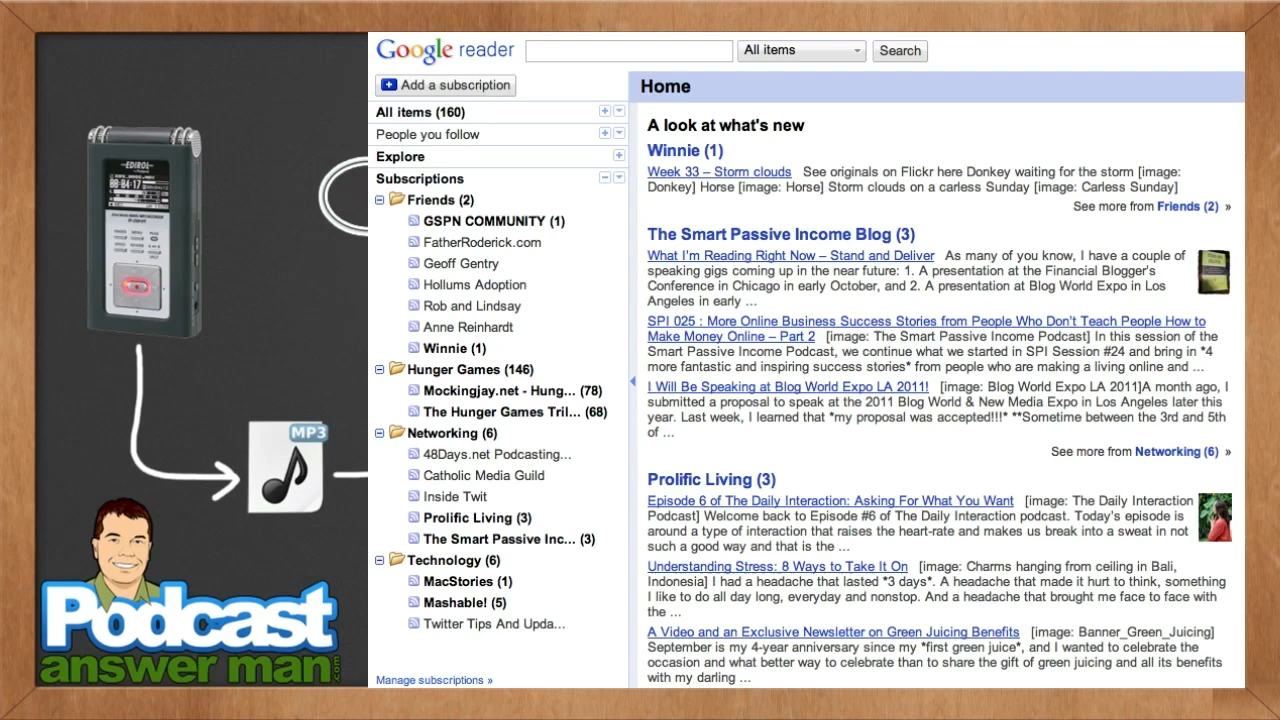 Google reader
All items
Search
Add a subscription
All items (160)
People you follow
Explore
Subscriptions
Friends (2)
GSPN COMMUNITY (1)
FatherRoderick.com
Geoff Gentry
Hollums Adoption
Rob and Lindsay
Anne Reinhardt
Winnie (1)
Hunger Games (146)
Mockingjay.net - Hung... (78)
The Hunger Games Tril... (68)
Networking (6)
48Days.net Podcasting...
Catholic Media Guild
Inside Twit
Prolific Living (3)
The Smart Passive Inc... (3)
Technology (6)
MacStories (1)
Mashable! (5)
Twitter Tips And Upda...
Manage subscriptions »
Home
A look at what's new
Winnie (1)
Week 33 – Storm clouds See originals on Flickr here Donkey waiting for the storm [image:
Donkey] Horse [image: Horse] Storm clouds on a carless Sunday [image: Carless Sunday]
See more from Friends (2) »
The Smart Passive Income Blog (3)
What I'm Reading Right Now – Stand and Deliver As many of you know, I have a couple of
speaking gigs coming up in the near future: 1. A presentation at the Financial Blogger's
Conference in Chicago in early October, and 2. A presentation at Blog World Expo in Los
Angeles in early ...
SPI 025 : More Online Business Success Stories from People Who Don't Teach People How to
Make Money Online – Part 2 [image: The Smart Passive Income Podcast] In this session of the
Smart Passive Income Podcast, we continue what we started in SPI Session #24 and bring in *4
more fantastic and inspiring success stories* from people who are making a living online and ...
I Will Be Speaking at Blog World Expo LA 2011! [image: Blog World Expo LA 2011]A month ago, I
submitted a proposal to speak at the 2011 Blog World & New Media Expo in Los Angeles later this
year. Last week, I learned that *my proposal was accepted!!!* **Sometime between the 3rd and 5th
of ...
See more from Networking (6) »
Prolific Living (3)
Episode 6 of The Daily Interaction: Asking For What You Want [image: The Daily Interaction
Podcast] Welcome back to Episode #6 of The Daily Interaction podcast. Today's episode is
around a type of interaction that raises the heart-rate and makes us break into a sweat in not
such a good way and that is the ...
Understanding Stress: 8 Ways to Take It On [image: Charms hanging from ceiling in Bali,
Indonesia] I had a headache that lasted *3 days*. A headache that made it hurt to think, something
I like to do all day long, everyday and nonstop. And a headache that brought me face to face with
the ...
A Video and an Exclusive Newsletter on Green Juicing Benefits [image: Banner_Green_Juicing]
September is my 4-year anniversary since my *first green juice*, and I wanted to celebrate the
occasion and what better way to celebrate than to share the gift of green juicing and all its benefits
with my darling ...
EDIROL
MP3
Podcast
answer man.com